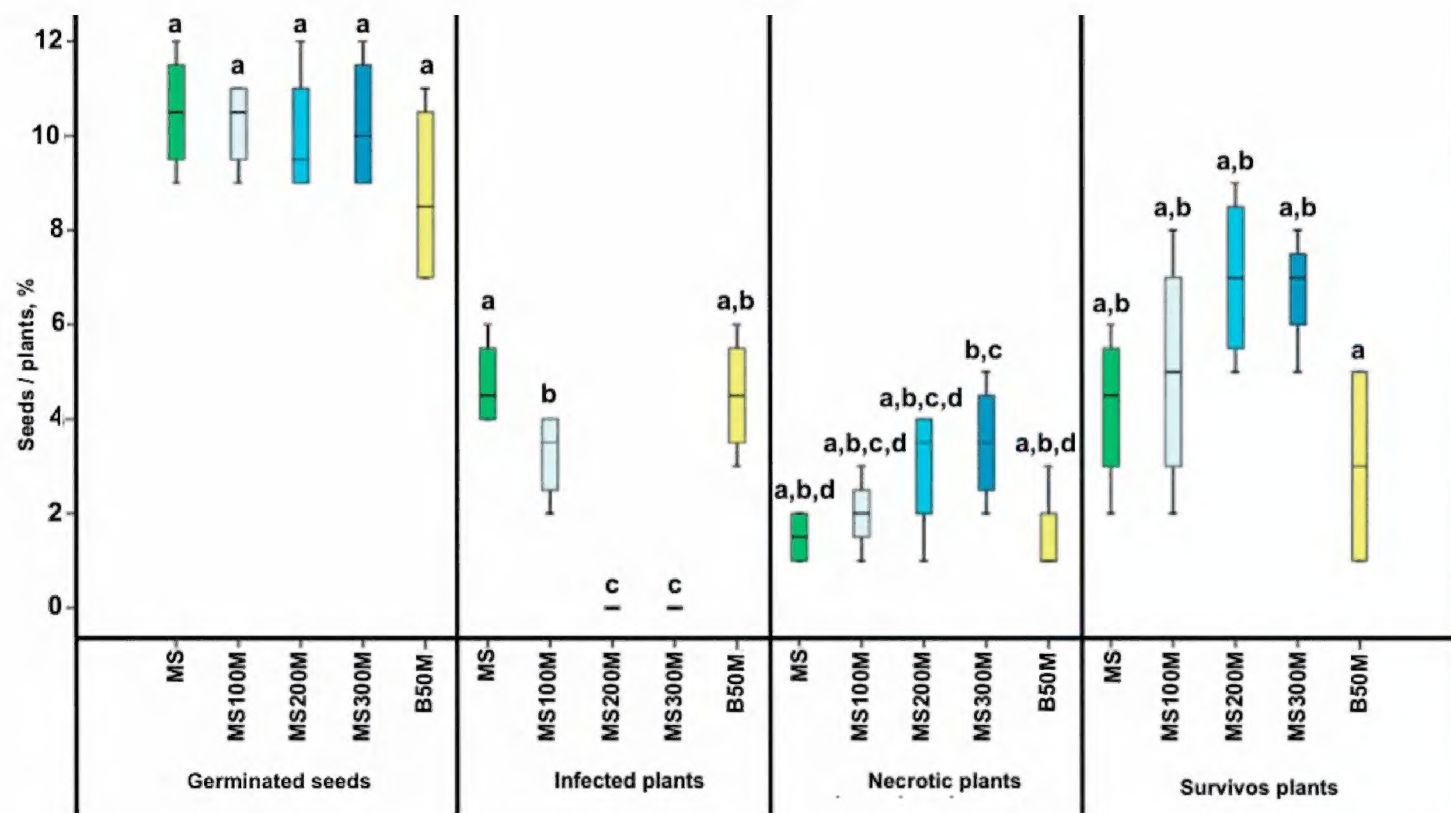 Seeds / plants, %
12
10
8
6
4
2
0
a a a a a
MS MS100M MS200M MS300M B50M
Germinated seeds
a b c c a,b
MS MS100M MS200M MS300M B50M
Infected plants
a,b,d a,b,c,d a,b,c,d b,c a,b,d
MS MS100M MS200M MS300M B50M
Necrotic plants
a,b a,b a,b a,b a
MS MS100M MS200M MS300M B50M
Survivos plants